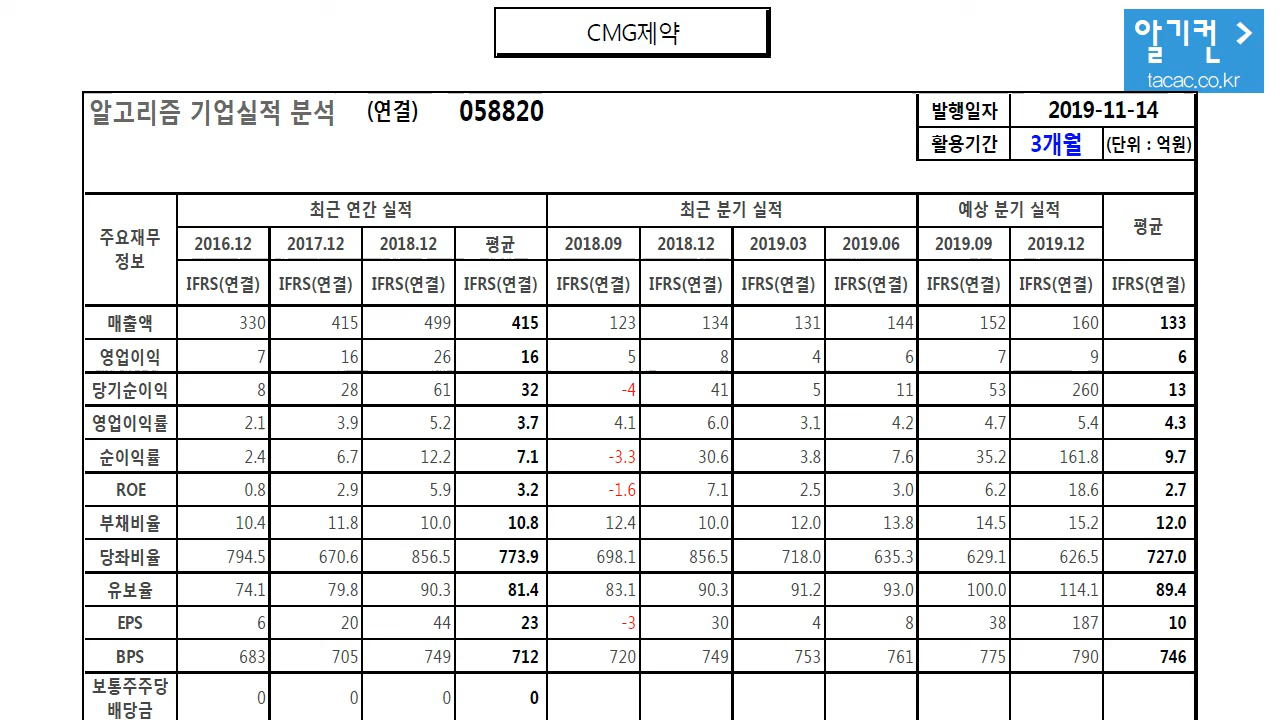 CMG제약
알기컨 >
tacac.co.kr
알고리즘 기업실적 분석 (연결) 058820 발행일자 2019-11-14
활용기간 3개월 (단위 : 억원)
주요재무정보 최근 연간 실적 최근 분기 실적 예상 분기 실적 평균
2016.12 2017.12 2018.12 평균 2018.09 2018.12 2019.03 2019.06 2019.09 2019.12
IFRS(연결) IFRS(연결) IFRS(연결) IFRS(연결) IFRS(연결) IFRS(연결) IFRS(연결) IFRS(연결) IFRS(연결) IFRS(연결) IFRS(연결)
매출액 330 415 499 415 123 134 131 144 152 160 133
영업이익 7 16 26 16 5 8 4 6 7 9 6
당기순이익 8 28 61 32 -4 41 5 11 53 260 13
영업이익률 2.1 3.9 5.2 3.7 4.1 6.0 3.1 4.2 4.7 5.4 4.3
순이익률 2.4 6.7 12.2 7.1 -3.3 30.6 3.8 7.6 35.2 161.8 9.7
ROE 0.8 2.9 5.9 3.2 -1.6 7.1 2.5 3.0 6.2 18.6 2.7
부채비율 10.4 11.8 10.0 10.8 12.4 10.0 12.0 13.8 14.5 15.2 12.0
당좌비율 794.5 670.6 856.5 773.9 698.1 856.5 718.0 635.3 629.1 626.5 727.0
유보율 74.1 79.8 90.3 81.4 83.1 90.3 91.2 93.0 100.0 114.1 89.4
EPS 6 20 44 23 -3 30 4 8 38 187 10
BPS 683 705 749 712 720 749 753 761 775 790 746
보통주주당
배당금 0 0 0 0